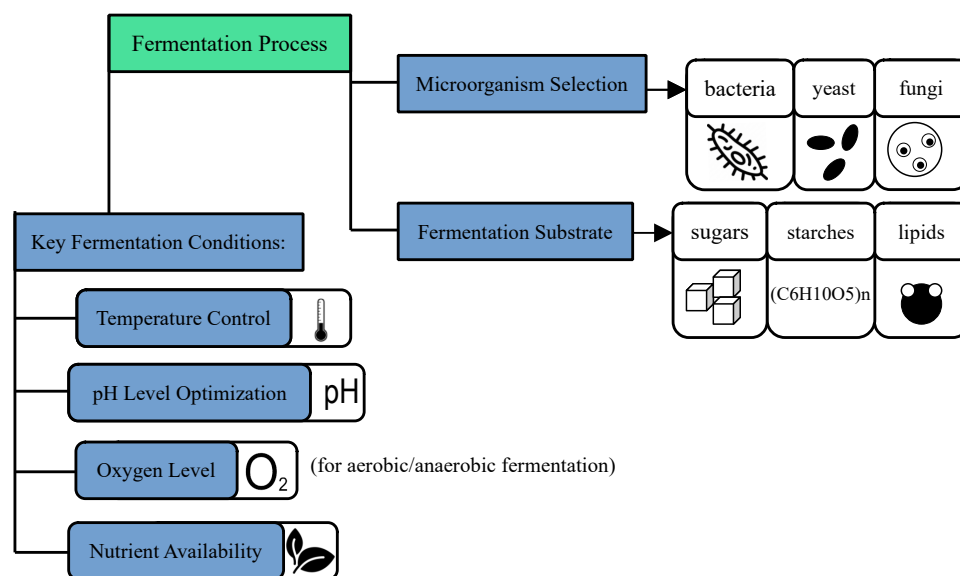 Fermentation Process
Microorganism Selection
bacteria
yeast
fungi
Fermentation Substrate
sugars
starches
lipids
(C6H10O5)n
Key Fermentation Conditions:
Temperature Control
pH Level Optimization
pH
Oxygen Level
O2
(for aerobic/anaerobic fermentation)
Nutrient Availability